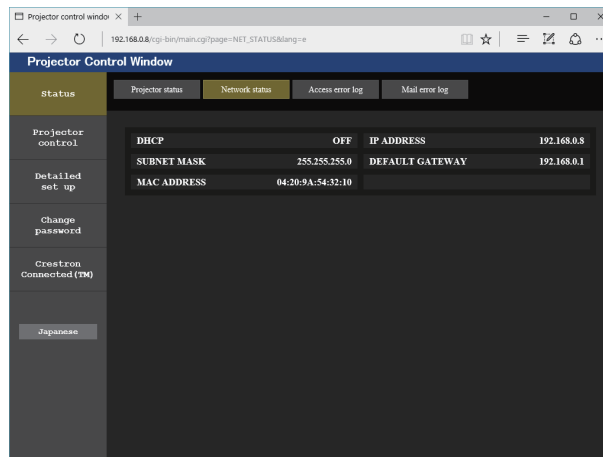 Projector control windov
192.168.0.8/cgi-bin/main.cgi?page=NET_STATUS&lang=e
Projector Control Window
Status
Projector status
Network status
Access error log
Mail error log
Projector
control
Detailed
set up
Change
password
Crestron
Connected(TM)
Japanese
DHCP OFF IP ADDRESS 192.168.0.8
SUBNET MASK 255.255.255.0 DEFAULT GATEWAY 192.168.0.1
MAC ADDRESS 04:20:9A:54:32:10